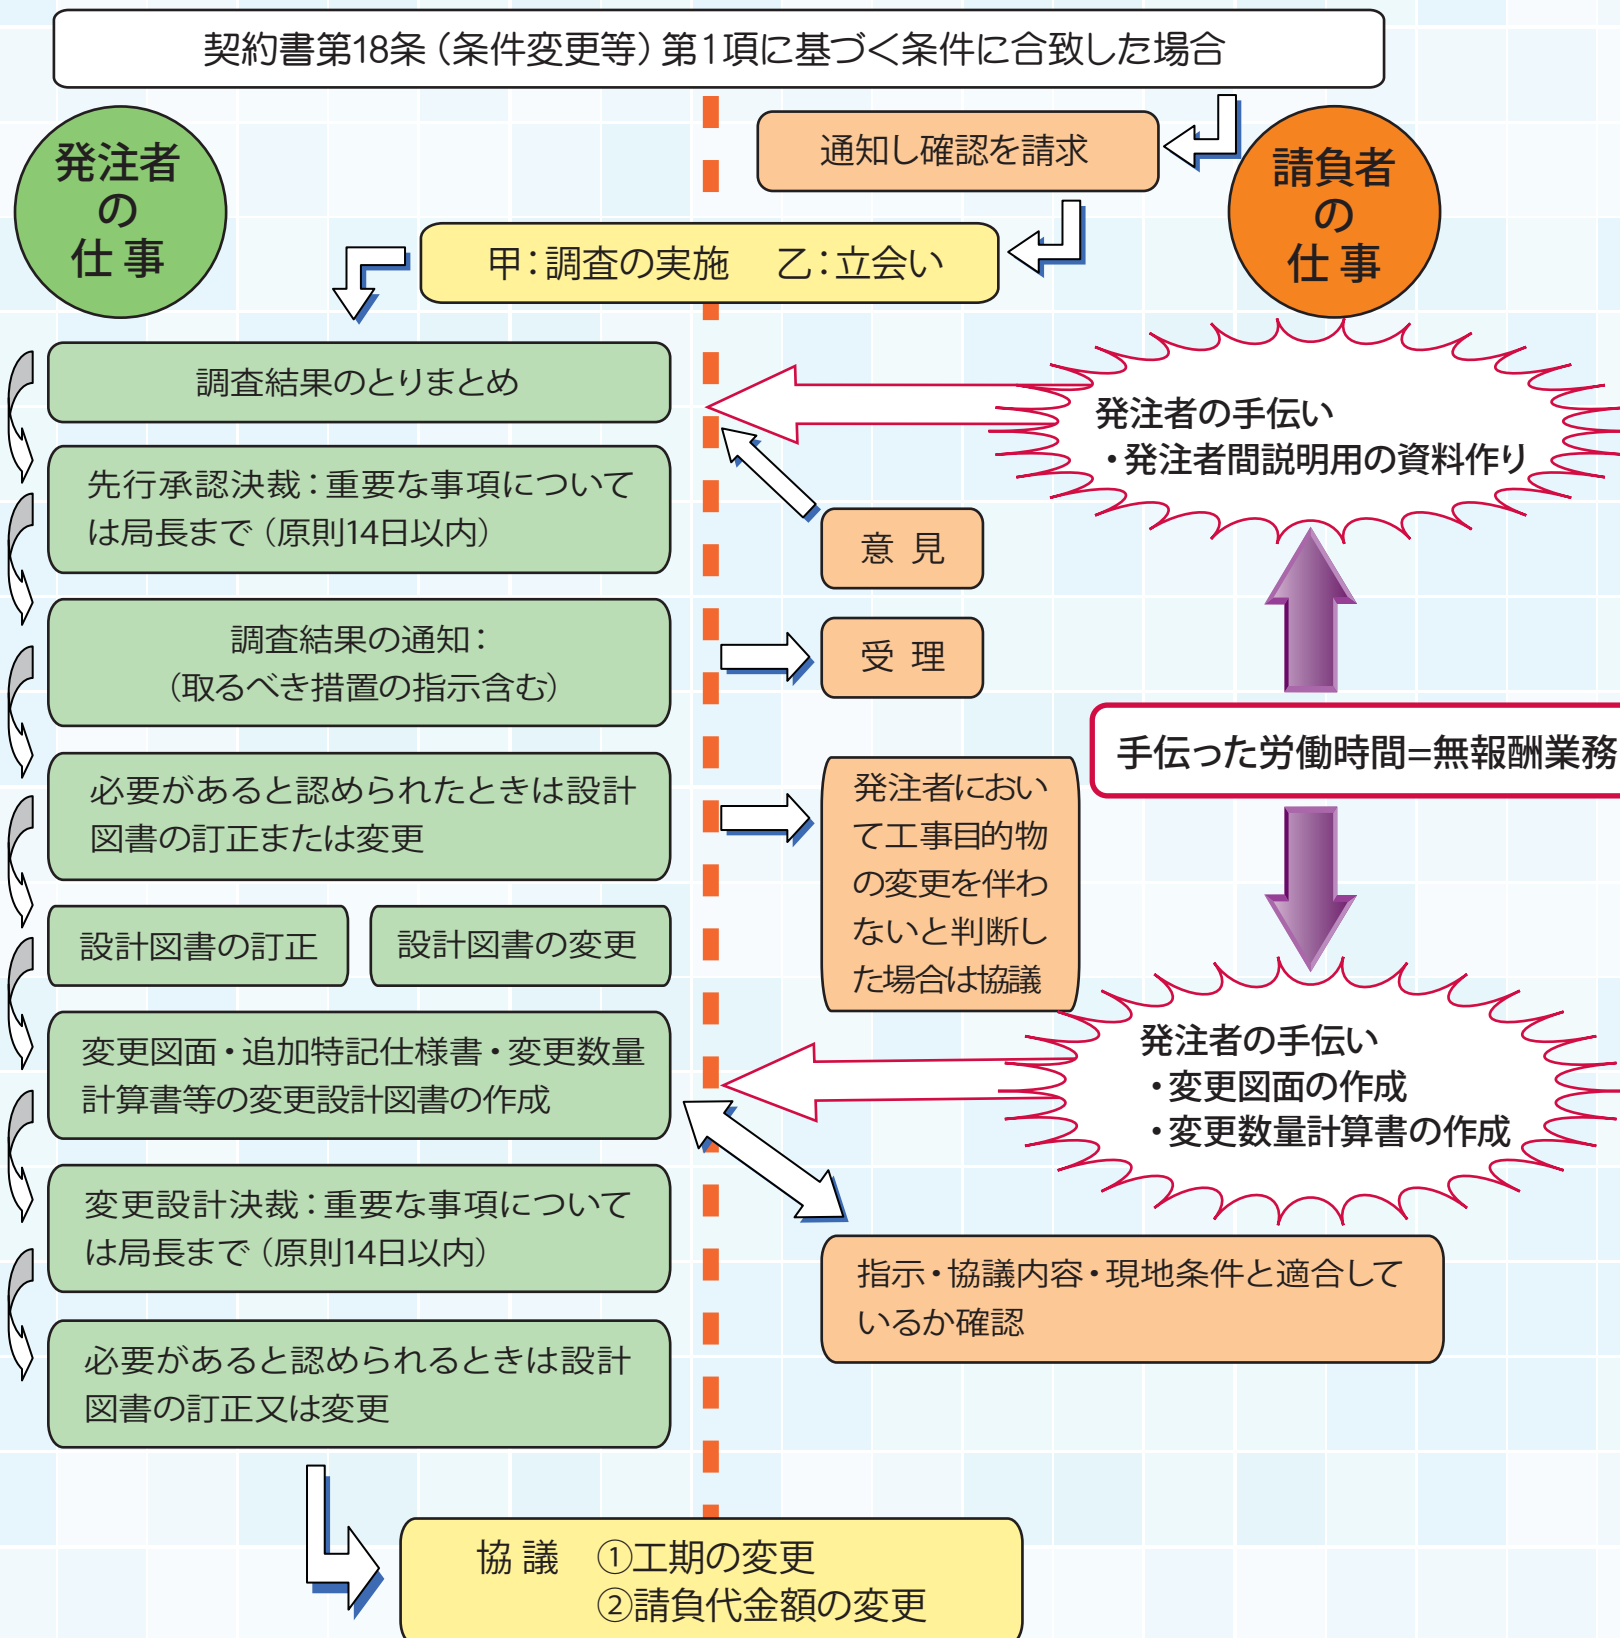 契約書第18条（条件変更等）第1項に基づく条件に合致した場合
発注者
の
仕事
請負者
の
仕事
通知し確認を請求
甲：調査の実施　乙：立会い
調査結果のとりまとめ
発注者の手伝い
・発注者間説明用の資料作り
先行承認決裁：重要な事項について
は局長まで（原則14日以内）
意見
調査結果の通知：
（取るべき措置の指示含む）
受理
手伝った労働時間=無報酬業務
必要があると認められたときは設計
図書の訂正または変更
発注者におい
て工事目的物
の変更を伴わ
ないと判断し
た場合は協議
設計図書の訂正
設計図書の変更
変更図面・追加特記仕様書・変更数量
計算書等の変更設計図書の作成
発注者の手伝い
・変更図面の作成
・変更数量計算書の作成
変更設計決裁：重要な事項について
は局長まで（原則14日以内）
指示・協議内容・現地条件と適合して
いるか確認
必要があると認められるときは設計
図書の訂正又は変更
協議　①工期の変更
②請負代金額の変更